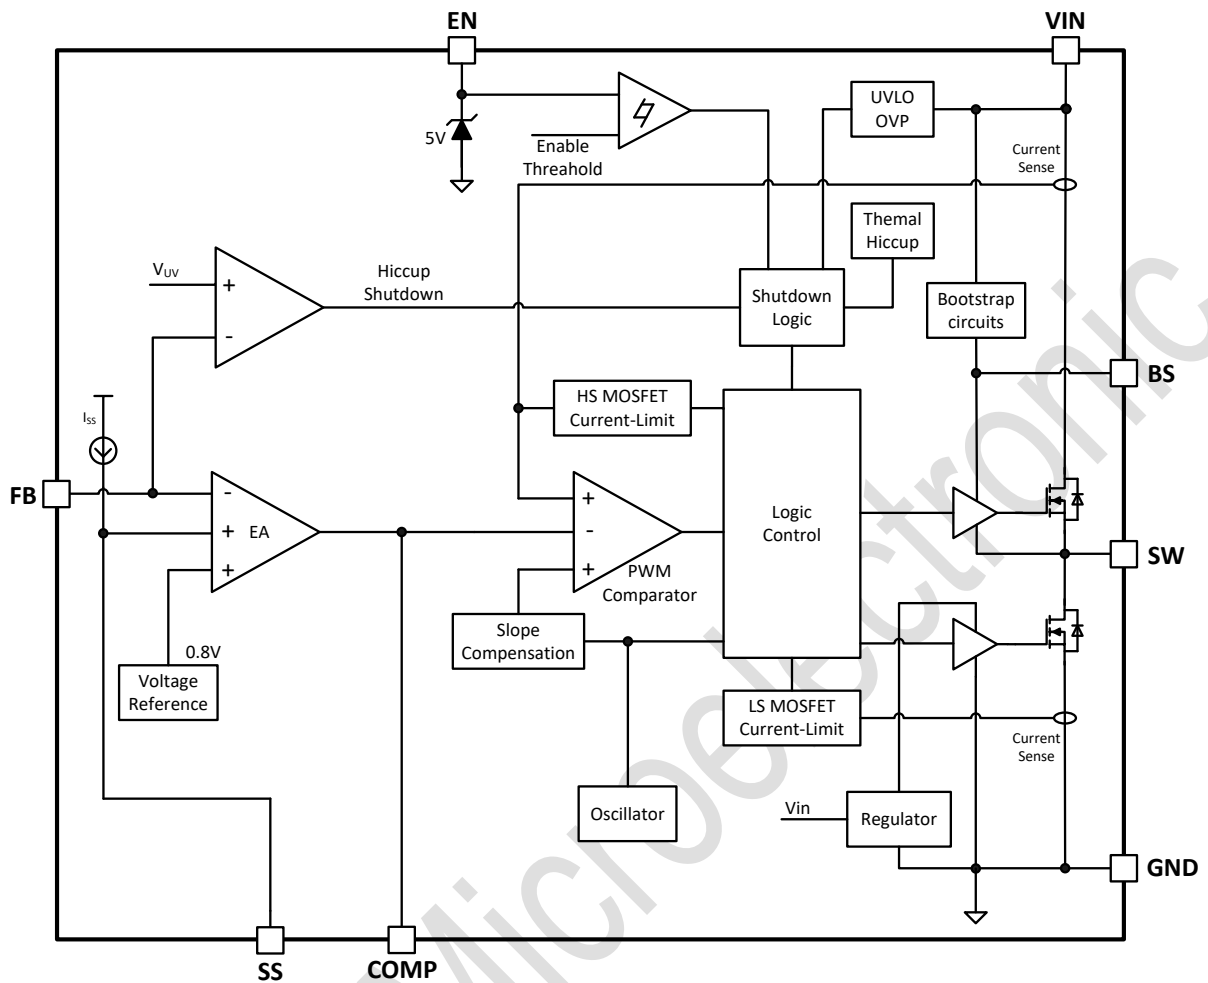 EN
VIN
UVLO
OVP
5V
Enable
Threahold
Current
Sense
Themal
Hiccup
VUV
+
-
Hiccup
Shutdown
Shutdown
Logic
Bootstrap
circuits
BS
ISS
HS MOSFET
Current-Limit
FB
-
+
+
EA
+
-
+
PWM
Comparator
Logic
Control
SW
Slope
Compensation
0.8V
Voltage
Reference
LS MOSFET
Current-Limit
Current
Sense
Oscillator
Vin
Regulator
GND
SS
COMP
Microelectronic